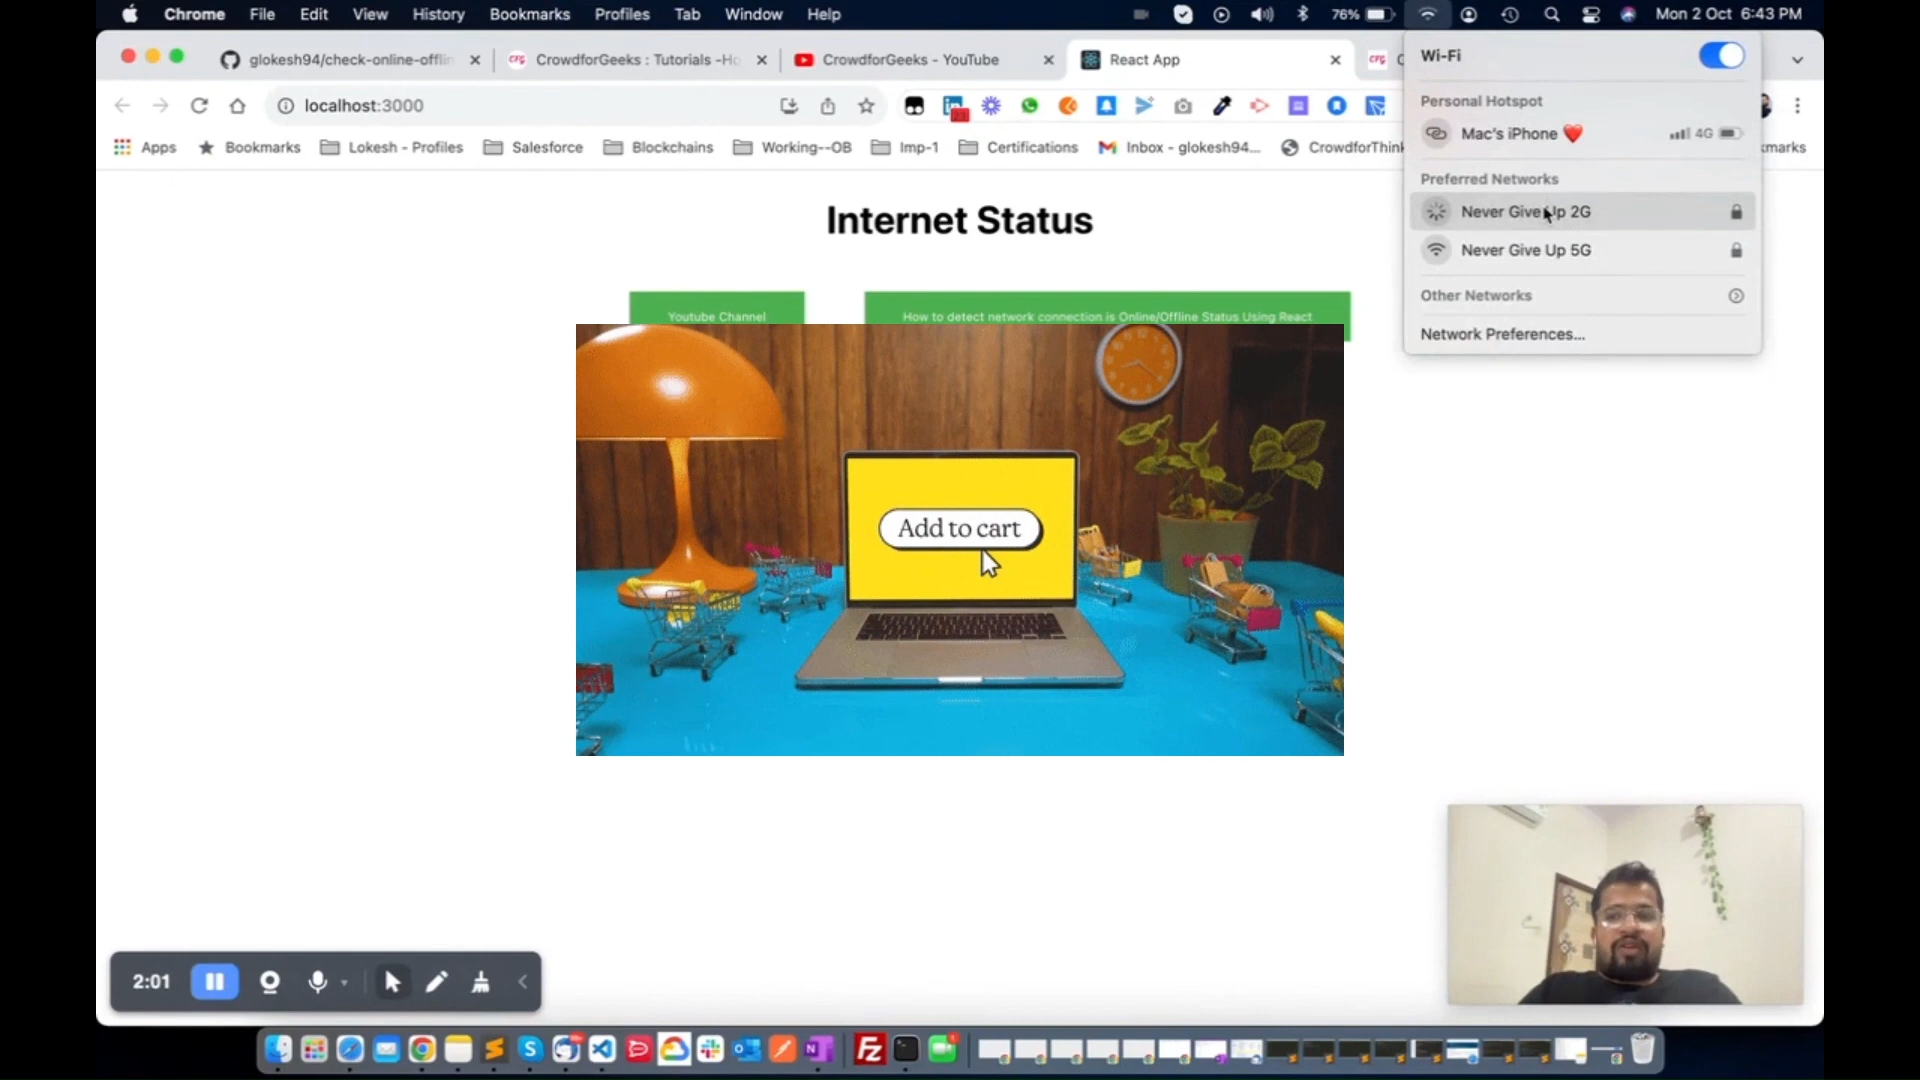 Chrome File Edit View History Bookmarks Profiles Tab Window Help 76% Mon 2 Oct 6:43 PM
glokesh94/check-online-offlin
CrowdforGeeks : Tutorials -Ho
CrowdforGeeks - YouTube
React App
localhost:3000
Apps Bookmarks Lokesh - Profiles Salesforce Blockchains Working--OB Imp-1 Certifications Inbox - glokesh94... CrowdforThink
Wi-Fi
Personal Hotspot
Mac's iPhone ❤️ 4G
Preferred Networks
Never Give Up 2G
Never Give Up 5G
Other Networks
Network Preferences...
Internet Status
Youtube Channel
How to detect network connection is Online/Offline Status Using React
Add to cart
2:01